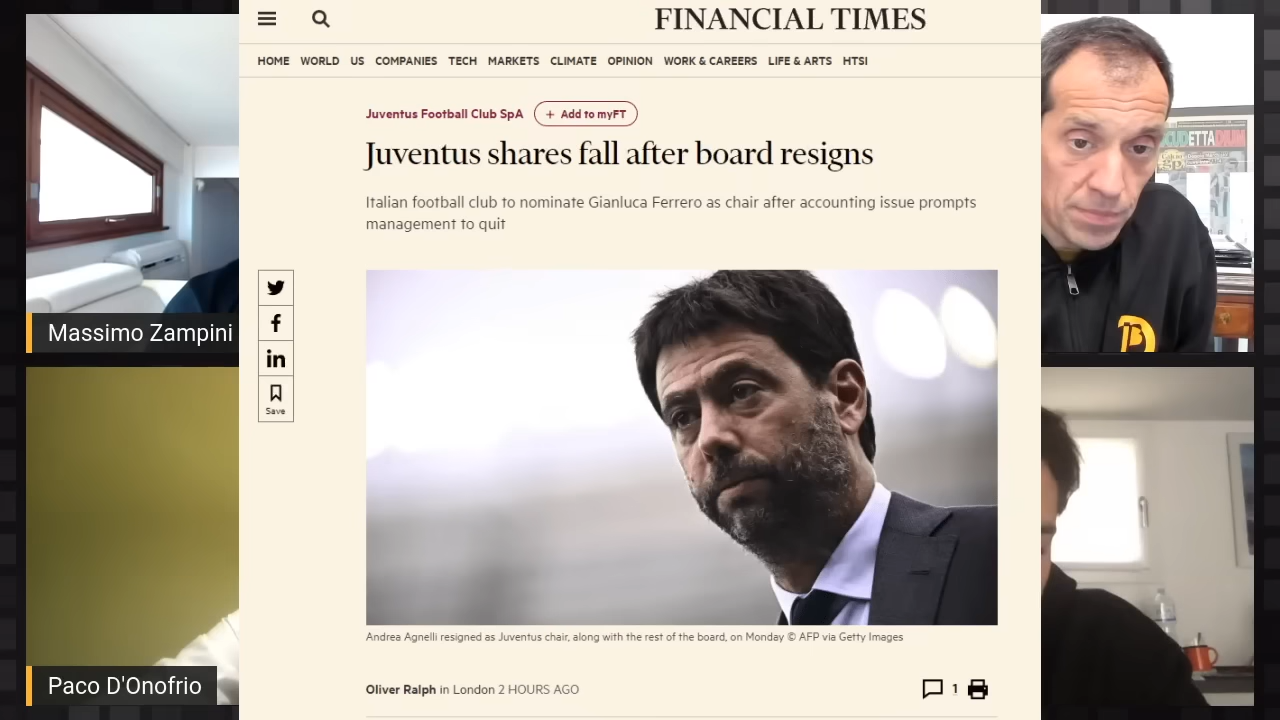 FINANCIAL TIMES
HOME WORLD US COMPANIES TECH MARKETS CLIMATE OPINION WORK & CAREERS LIFE & ARTS HTSI
Juventus Football Club SpA + Add to myFT
Juventus shares fall after board resigns
Italian football club to nominate Gianluca Ferrero as chair after accounting issue prompts
management to quit
Save
Andrea Agnelli resigned as Juventus chair, along with the rest of the board, on Monday © AFP via Getty Images
Oliver Ralph in London 2 HOURS AGO
1
Massimo Zampini
Paco D'Onofrio